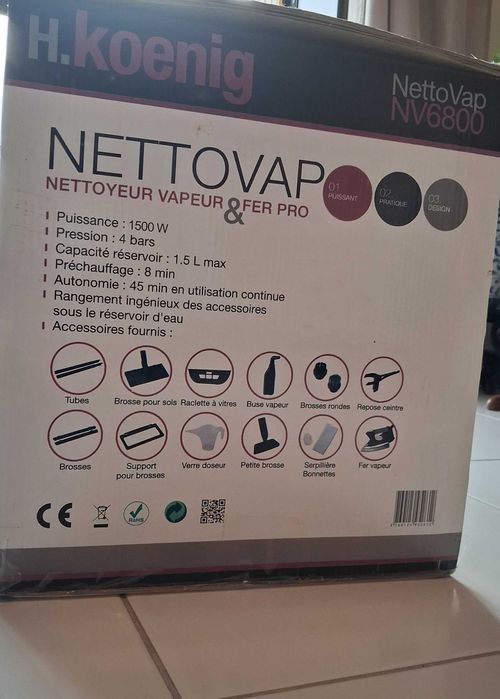 H.koenig
NettoVap
NV6800
NETTOVAP
NETTOYEUR VAPEUR & FER PRO
01
PUISSANT
02
PRATIQUE
03
DESIGN
Puissance : 1500 W
Pression : 4 bars
Capacité réservoir : 1.5 L max
Préchauffage : 8 min
Autonomie : 45 min en utilisation continue
Rangement ingénieux des accessoires
sous le réservoir d'eau
Accessoires fournis :
Tubes
Brosse pour sols
Raclette à vitres
Buse vapeur
Brosses rondes
Repose ceintre
Brosses
Support
pour brosses
Verre doseur
Petite brosse
Serpillière
Bonnettes
Fer vapeur
CE
RoHS